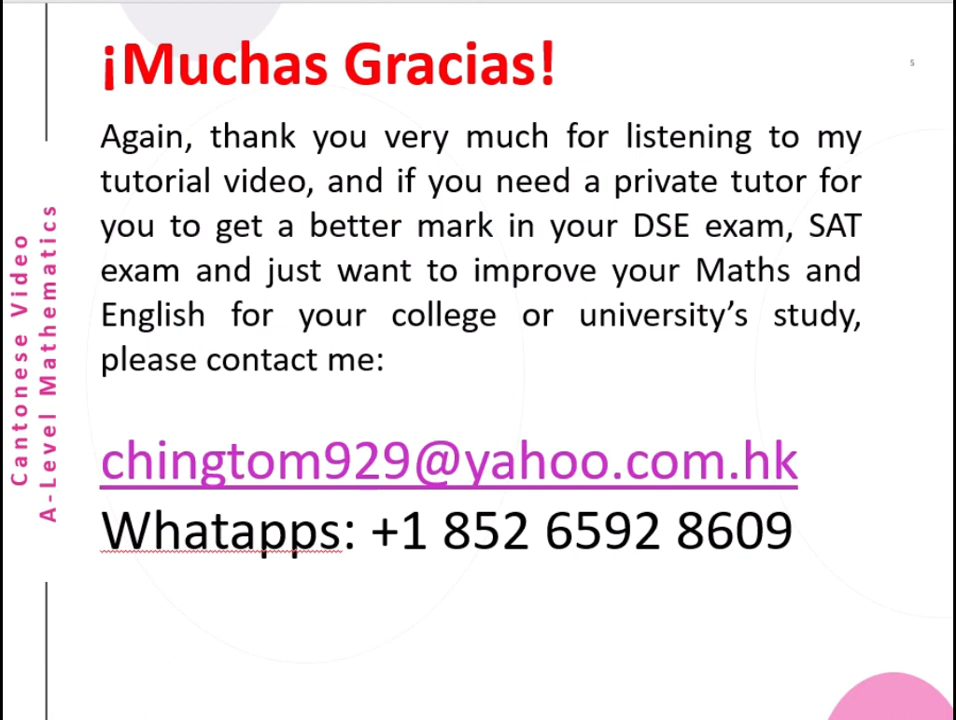 ¡Muchas Gracias!
5
Again, thank you very much for listening to my
tutorial video, and if you need a private tutor for
you to get a better mark in your DSE exam, SAT
exam and just want to improve your Maths and
English for your college or university’s study,
please contact me:
chingtom929@yahoo.com.hk
Whatapps: +1 852 6592 8609
Cantonese Video
A-Level Mathematics